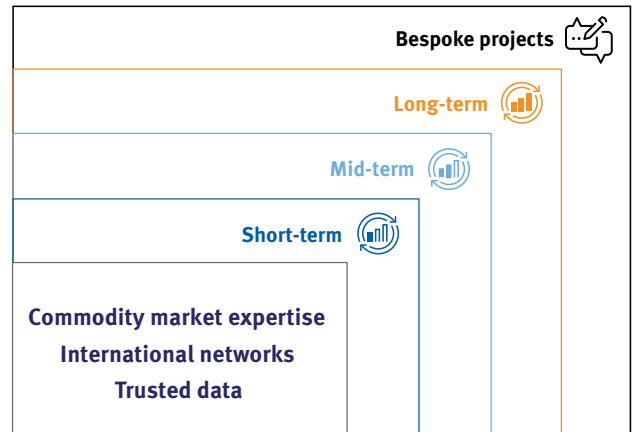 Bespoke projects
Long-term
Mid-term
Short-term
Commodity market expertise
International networks
Trusted data